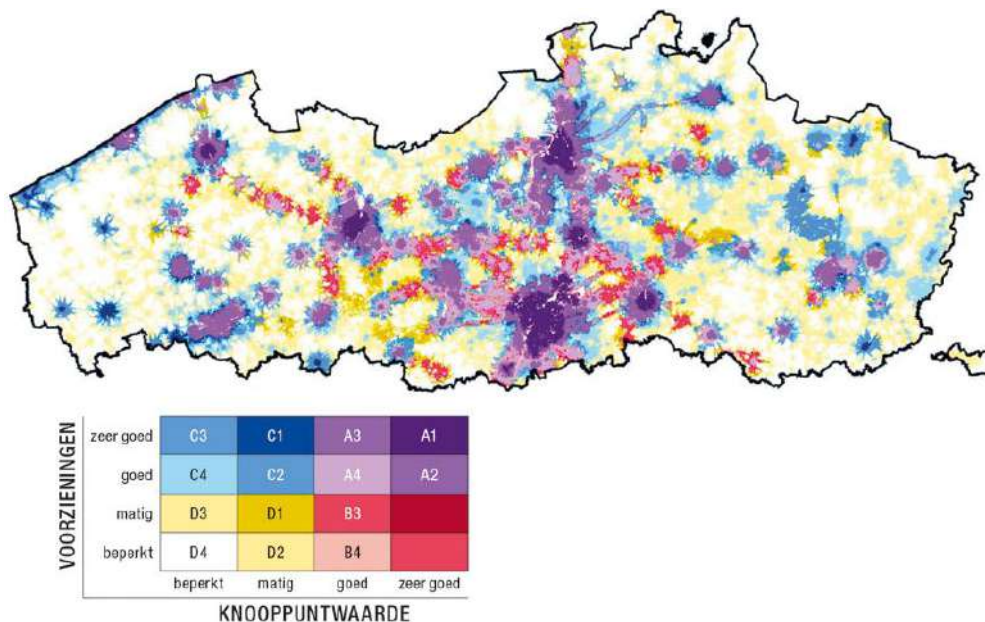 VOORZIENINGEN
zeer goed C3 C1 A3 A1
goed C4 C2 A4 A2
matig D3 D1 B3
beperkt D4 D2 B4
beperkt matig goed zeer goed
KNOOPPUNTWAARDE